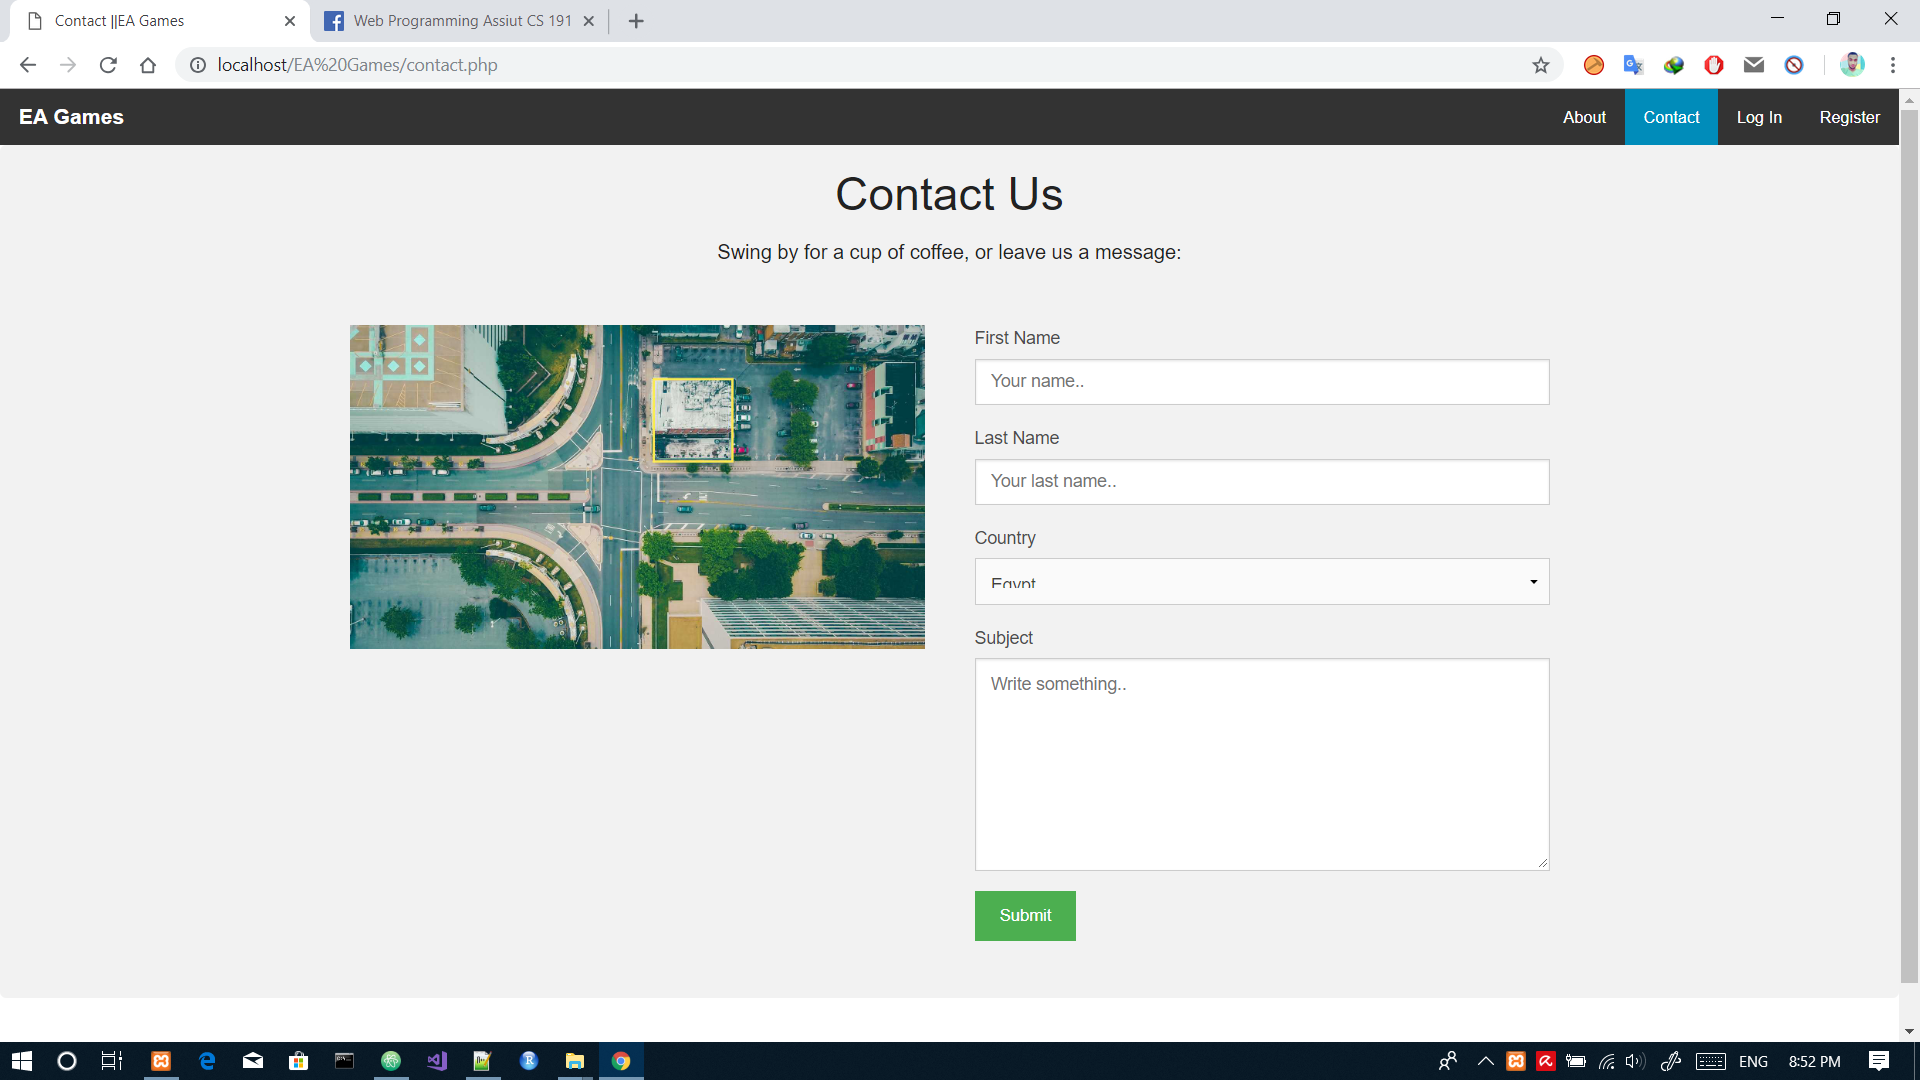 Contact ||EA Games
Web Programming Assiut CS 191
localhost/EA%20Games/contact.php
EA Games
About
Contact
Log In
Register
Contact Us
Swing by for a cup of coffee, or leave us a message:
First Name
Your name..
Last Name
Your last name..
Country
Egypt
Subject
Write something..
Submit
ENG
8:52 PM